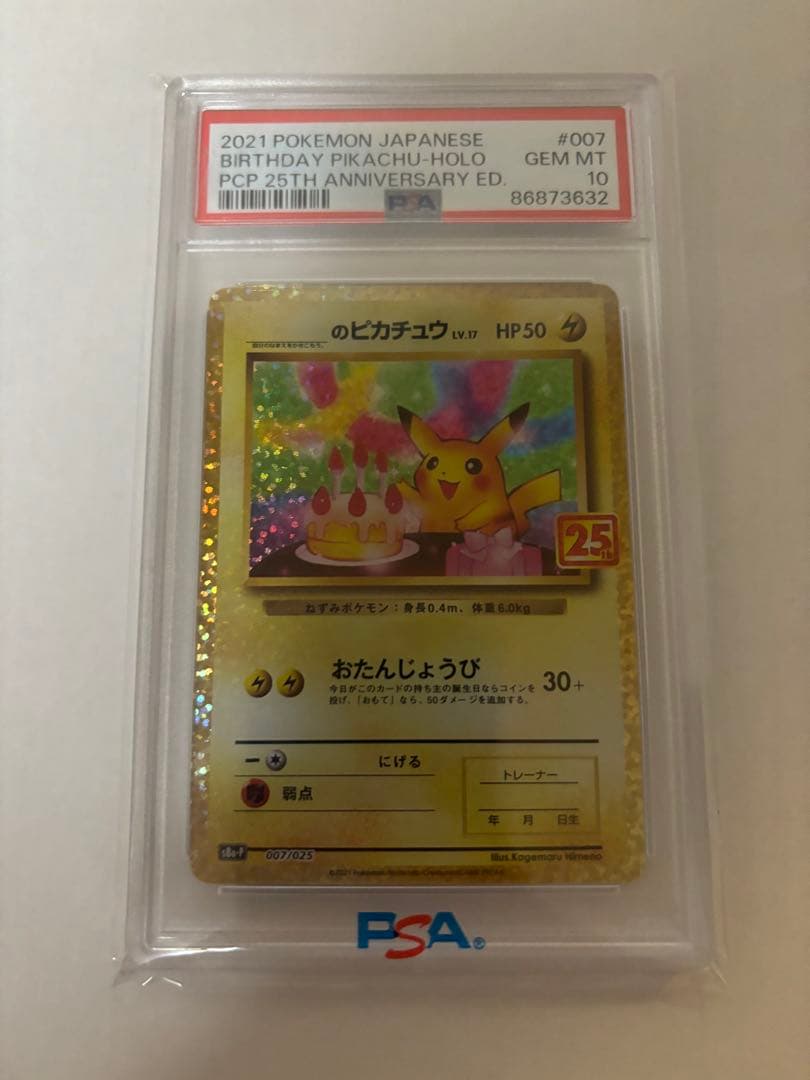 2021 POKEMON JAPANESE #007
BIRTHDAY PIKACHU-HOLO GEM MT
PCP 25TH ANNIVERSARY ED. 10
PSA 86873632
のピカチュウ LV.17 HP50
25th
ねずみポケモン：身長0.4m、体重6.0kg
おたんじょうび 30+
今日がこのカードの持ち主の誕生日ならコインを
投げ、「おもて」なら、50ダメージを追加する。
にげる
弱点
トレーナー
年 月 日生
s8a-P 007/025
Illus.Kagemaru Himeno
PSA®